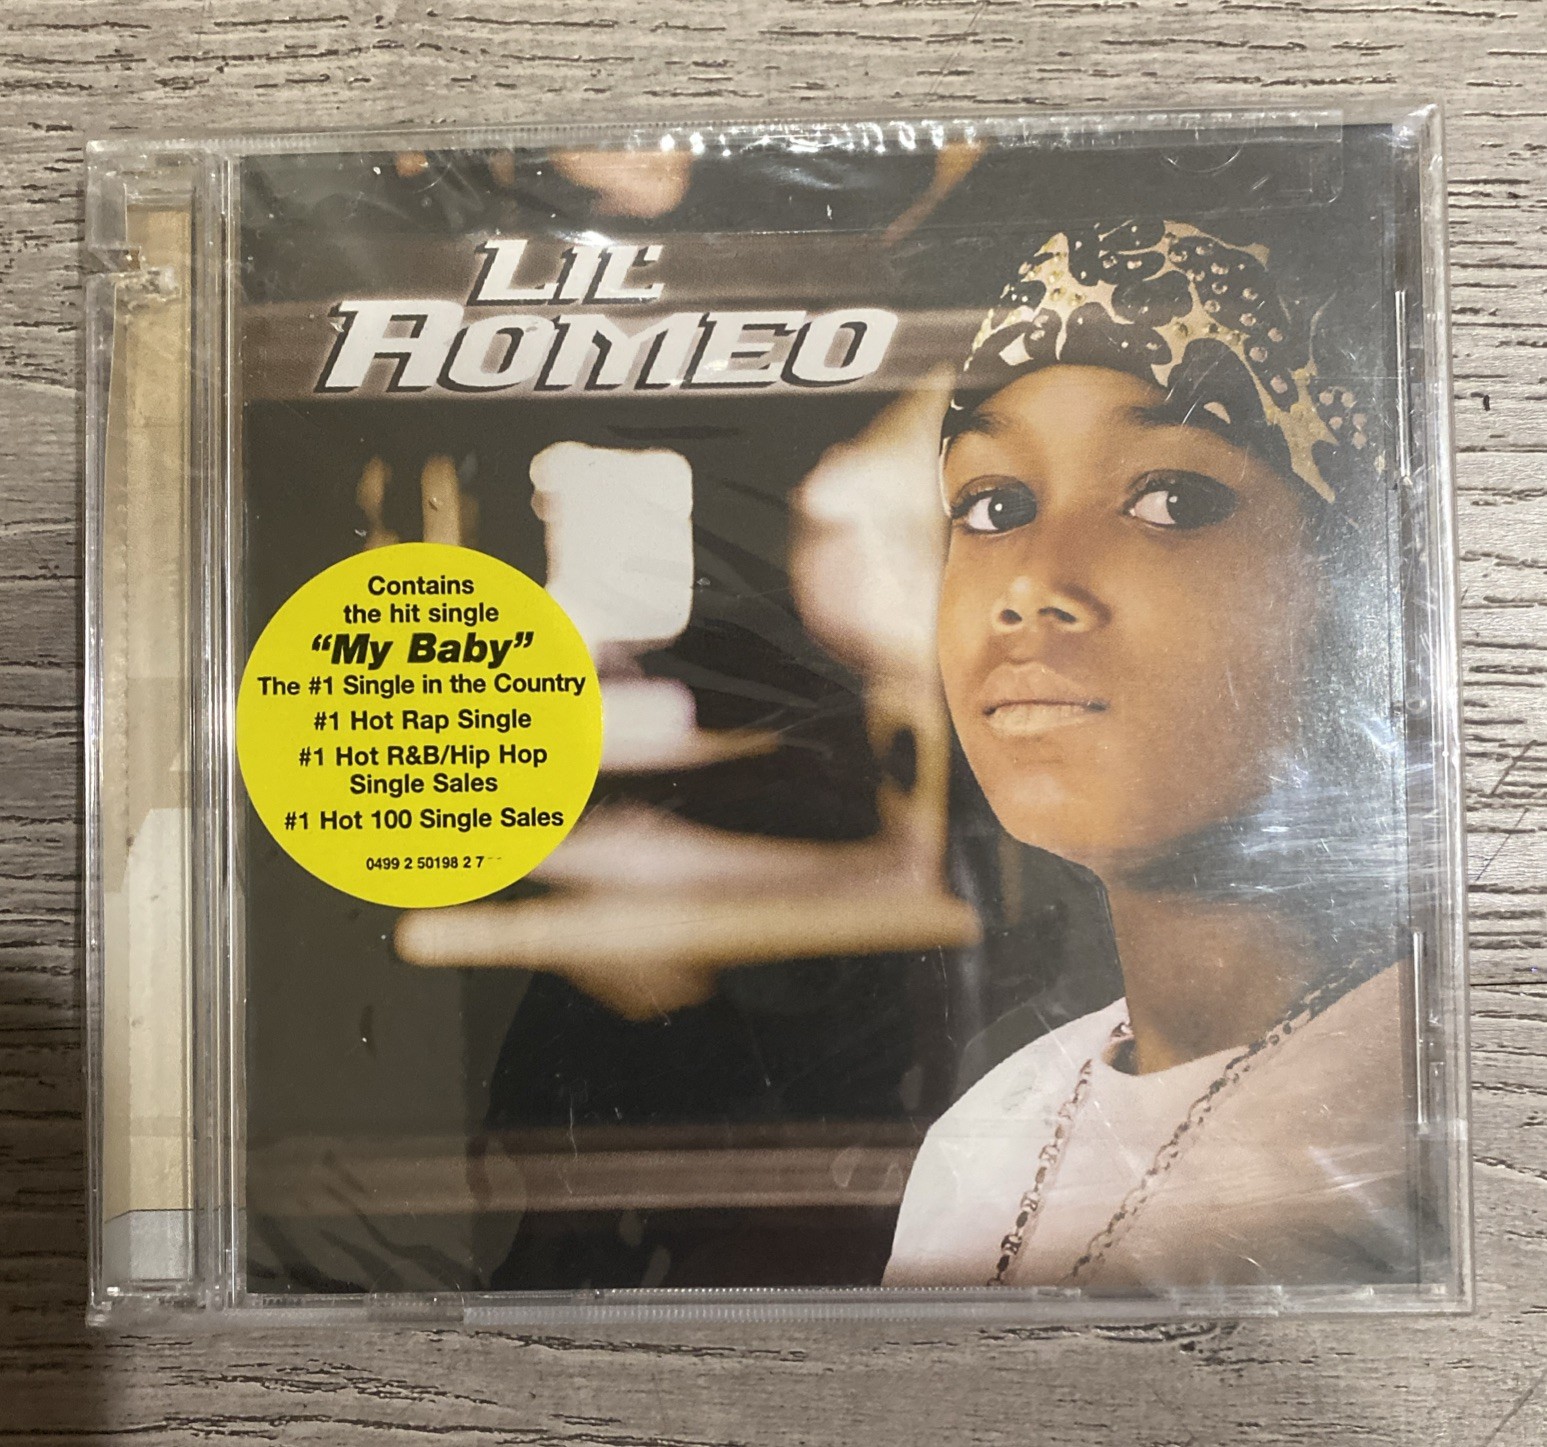 LIL'
ROMEO
Contains
the hit single
“My Baby”
The #1 Single in the Country
#1 Hot Rap Single
#1 Hot R&B/Hip Hop
Single Sales
#1 Hot 100 Single Sales
0499 2 50198 2 7